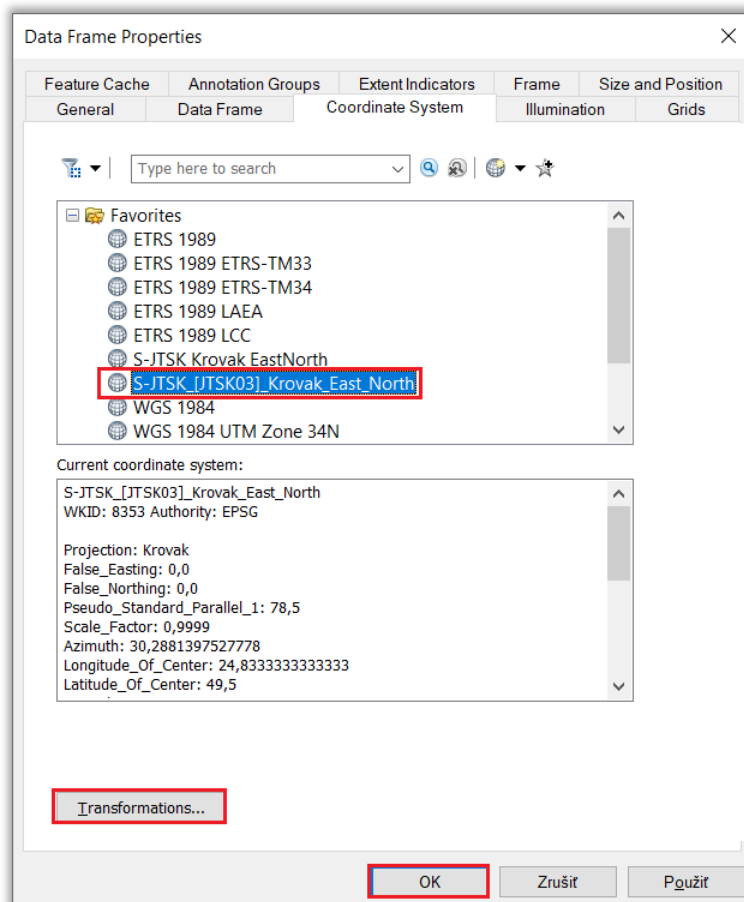 Data Frame Properties
Feature Cache Annotation Groups Extent Indicators Frame Size and Position
General Data Frame Coordinate System Illumination Grids
Type here to search
Favorites
ETRS 1989
ETRS 1989 ETRS-TM33
ETRS 1989 ETRS-TM34
ETRS 1989 LAEA
ETRS 1989 LCC
S-JTSK Krovak EastNorth
S-JTSK_[JTSK03]_Krovak_East_North
WGS 1984
WGS 1984 UTM Zone 34N
Current coordinate system:
S-JTSK_[JTSK03]_Krovak_East_North
WKID: 8353 Authority: EPSG
Projection: Krovak
False_Easting: 0,0
False_Northing: 0,0
Pseudo_Standard_Parallel_1: 78,5
Scale_Factor: 0,9999
Azimuth: 30,2881397527778
Longitude_Of_Center: 24,8333333333333
Latitude_Of_Center: 49,5
Transformations...
OK Zrušiť Použiť